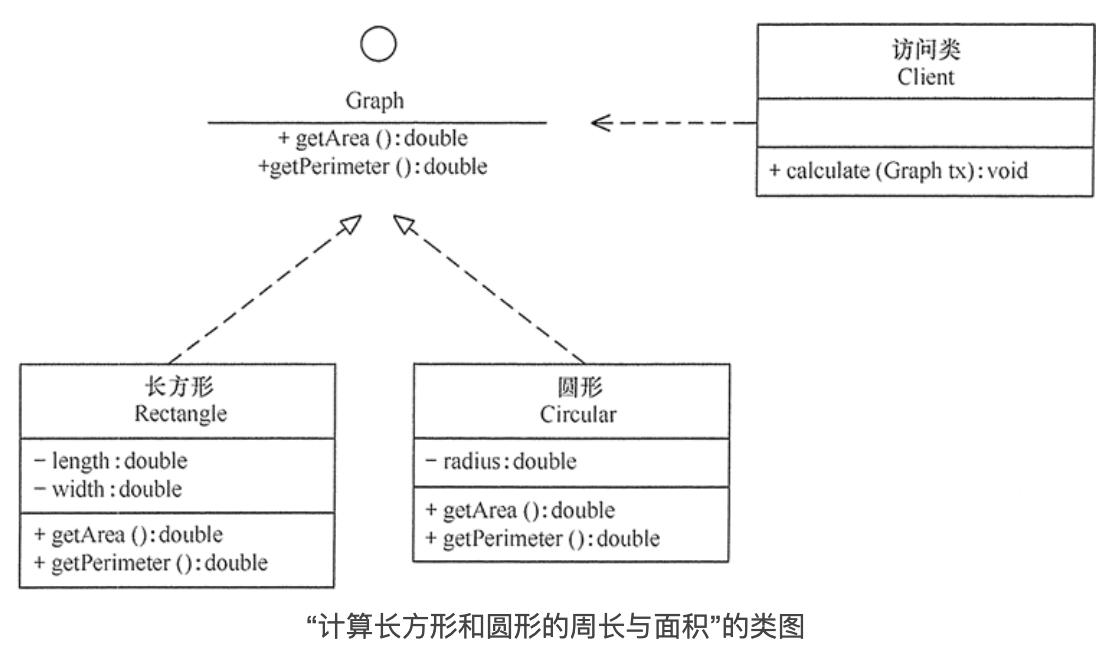 Graph
+ getArea ():double
+getPerimeter ():double
访问类
Client
+ calculate (Graph tx):void
长方形
Rectangle
- length:double
- width:double
+ getArea ():double
+ getPerimeter ():double
圆形
Circular
- radius:double
+ getArea ():double
+ getPerimeter ():double
“计算长方形和圆形的周长与面积”的类图